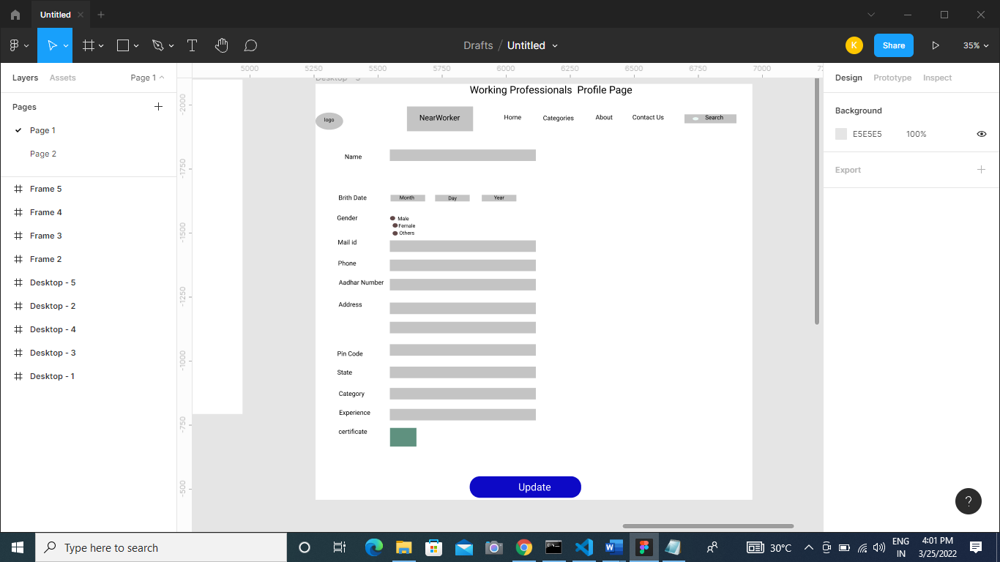 Untitled
Drafts / Untitled
K
Share
35%
Layers Assets Page 1
Pages
Page 1
Page 2
Frame 5
Frame 4
Frame 3
Frame 2
Desktop - 5
Desktop - 2
Desktop - 4
Desktop - 3
Desktop - 1
5000 5250 5500 5750 6000 6250 6500 6750 7000
-2000
-1750
-1500
-1250
-1000
-750
-500
Working Professionals Profile Page
logo
NearWorker
Home
Categories
About
Contact Us
Search
Name
Brith Date
Month Day Year
Gender
Male
Female
Others
Mail id
Phone
Aadhar Number
Address
Pin Code
State
Category
Experience
certificate
Update
Design Prototype Inspect
Background
E5E5E5 100%
Export
?
Type here to search
30°C
ENG
IN
4:01 PM
3/25/2022